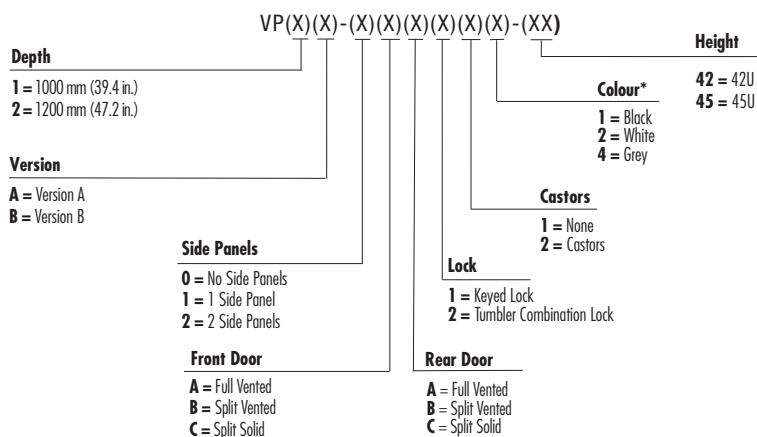 VP(X)(X)-(X)(X)(X)(X)(X)(X)-(XX)
Depth
1 = 1000 mm (39.4 in.)
2 = 1200 mm (47.2 in.)
Version
A = Version A
B = Version B
Side Panels
0 = No Side Panels
1 = 1 Side Panel
2 = 2 Side Panels
Front Door
A = Full Vented
B = Split Vented
C = Split Solid
Rear Door
A = Full Vented
B = Split Vented
C = Split Solid
Lock
1 = Keyed Lock
2 = Tumbler Combination Lock
Castors
1 = None
2 = Castors
Colour*
1 = Black
2 = White
4 = Grey
Height
42 = 42U
45 = 45U